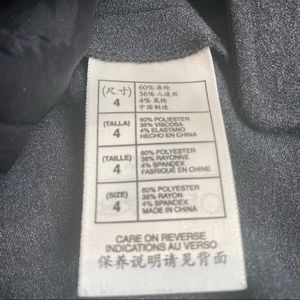 (尺寸)
4
60% 涤纶
36% 人造丝
4% 氨纶
中国制造
(TALLA)
4
60% POLIESTER
36% VISCOSA
4% ELASTANO
HECHO EN CHINA
(TAILLE)
4
60% POLYESTER
36% RAYONNE
4% SPANDEX
FABRIQUÉ EN CHINE
(SIZE)
4
60% POLYESTER
36% RAYON
4% SPANDEX
MADE IN CHINA
CARE ON REVERSE
INDICATIONS AU VERSO
保养说明请见背面